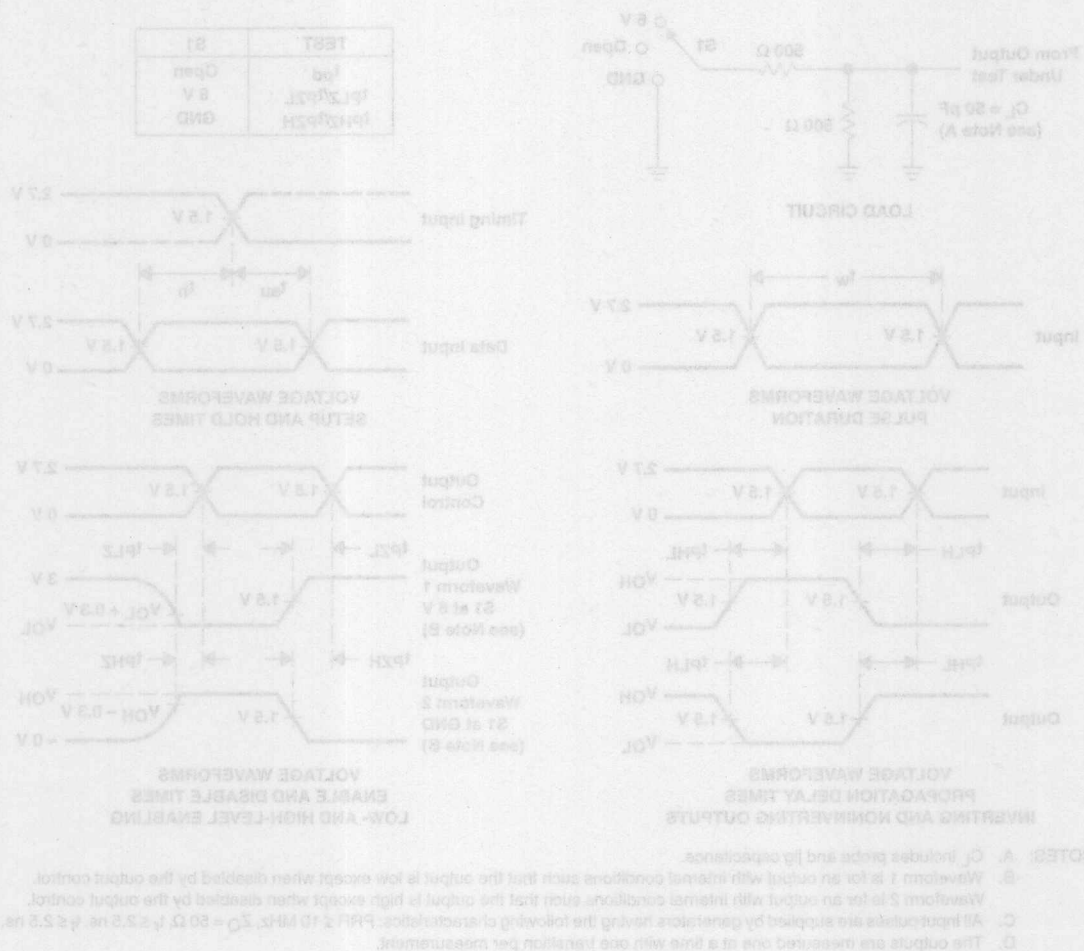 6 V
TEST S1
S1 Open
500 Ω
From Output
Under Test
GND
tpd Open
tPLZ/tPZL 6 V
tPHZ/tPZH GND
CL = 50 pF
(see Note A)
500 Ω
LOAD CIRCUIT
2.7 V
1.5 V
Timing Input
0 V
tw
th tsu
2.7 V
2.7 V
Input
1.5 V 1.5 V
Data Input
1.5 V 1.5 V
0 V
0 V
VOLTAGE WAVEFORMS
PULSE DURATION
VOLTAGE WAVEFORMS
SETUP AND HOLD TIMES
2.7 V
Input
1.5 V 1.5 V
0 V
Output
Control
2.7 V
1.5 V 1.5 V
0 V
tPLH tPHL
VOH
Output
1.5 V 1.5 V
VOL
tPZL tPLZ
Output
Waveform 1
S1 at 6 V
(see Note B)
3 V
1.5 V
VOL + 0.3 V
VOL
tPHL tPLH
VOH
Output
1.5 V 1.5 V
VOL
tPZH tPHZ
Output
Waveform 2
S1 at GND
(see Note B)
VOH
1.5 V
VOH – 0.3 V
≈0 V
VOLTAGE WAVEFORMS
PROPAGATION DELAY TIMES
INVERTING AND NONINVERTING OUTPUTS
VOLTAGE WAVEFORMS
ENABLE AND DISABLE TIMES
LOW- AND HIGH-LEVEL ENABLING
NOTES: A. CL includes probe and jig capacitance.
B. Waveform 1 is for an output with internal conditions such that the output is low except when disabled by the output control.
Waveform 2 is for an output with internal conditions such that the output is high except when disabled by the output control.
C. All input pulses are supplied by generators having the following characteristics: PRR ≤ 10 MHz, ZO = 50 Ω, tr ≤ 2.5 ns, tf ≤ 2.5 ns.
D. The outputs are measured one at a time with one transition per measurement.